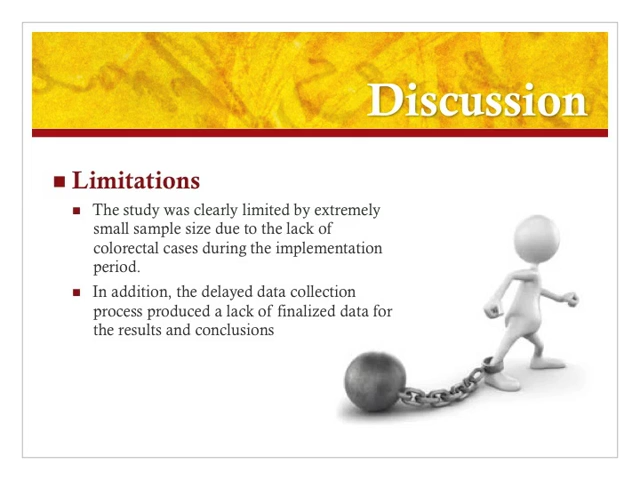 Discussion
Limitations
The study was clearly limited by extremely
small sample size due to the lack of
colorectal cases during the implementation
period.
In addition, the delayed data collection
process produced a lack of finalized data for
the results and conclusions